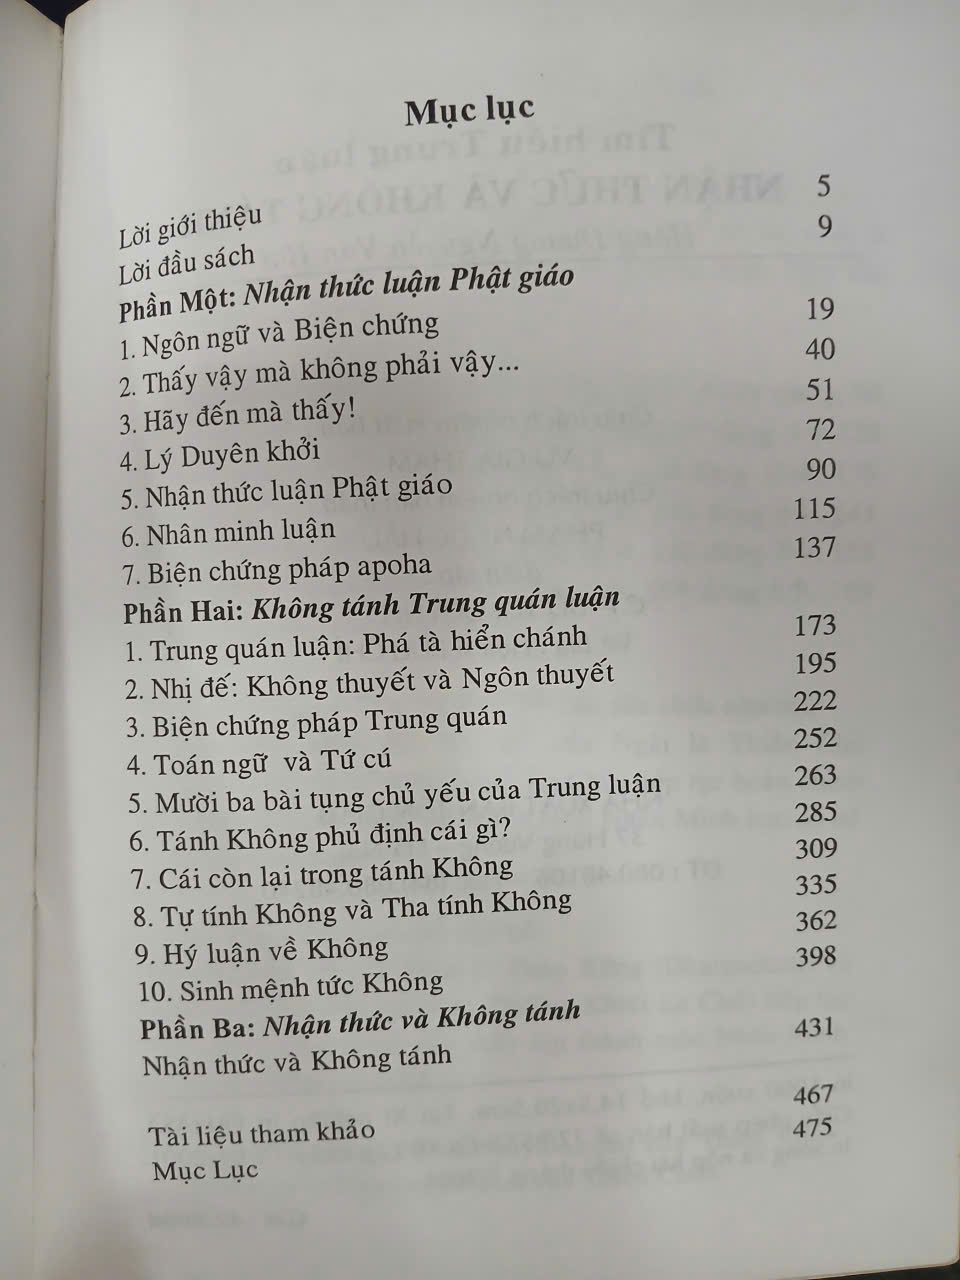 Mục lục
Lời giới thiệu 5
Lời đầu sách 9
Phần Một: Nhận thức luận Phật giáo
1. Ngôn ngữ và Biện chứng 19
2. Thấy vậy mà không phải vậy... 40
3. Hãy đến mà thấy! 51
4. Lý Duyên khởi 72
5. Nhận thức luận Phật giáo 90
6. Nhân minh luận 115
7. Biện chứng pháp apoha 137
Phần Hai: Không tánh Trung quán luận
1. Trung quán luận: Phá tà hiển chánh 173
2. Nhị đế: Không thuyết và Ngôn thuyết 195
3. Biện chứng pháp Trung quán 222
4. Toán ngữ và Tứ cú 252
5. Mười ba bài tụng chủ yếu của Trung luận 263
6. Tánh Không phủ định cái gì? 285
7. Cái còn lại trong tánh Không 309
8. Tự tính Không và Tha tính Không 335
9. Hý luận về Không 362
10. Sinh mệnh tức Không 398
Phần Ba: Nhận thức và Không tánh
Nhận thức và Không tánh 431
Tài liệu tham khảo 467
Mục Lục 475